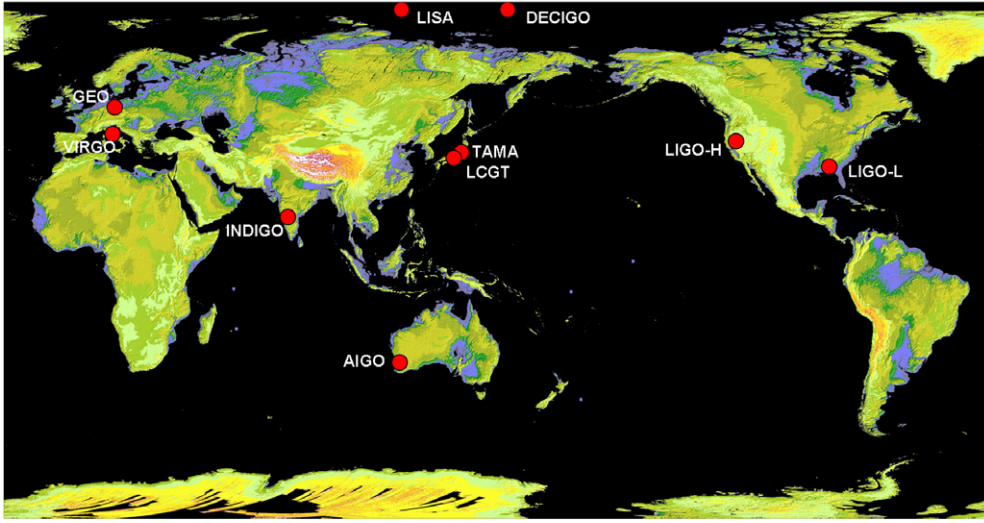 LISA
DECIGO
GEO
VIRGO
TAMA
LCGT
LIGO-H
LIGO-L
INDIGO
AIGO